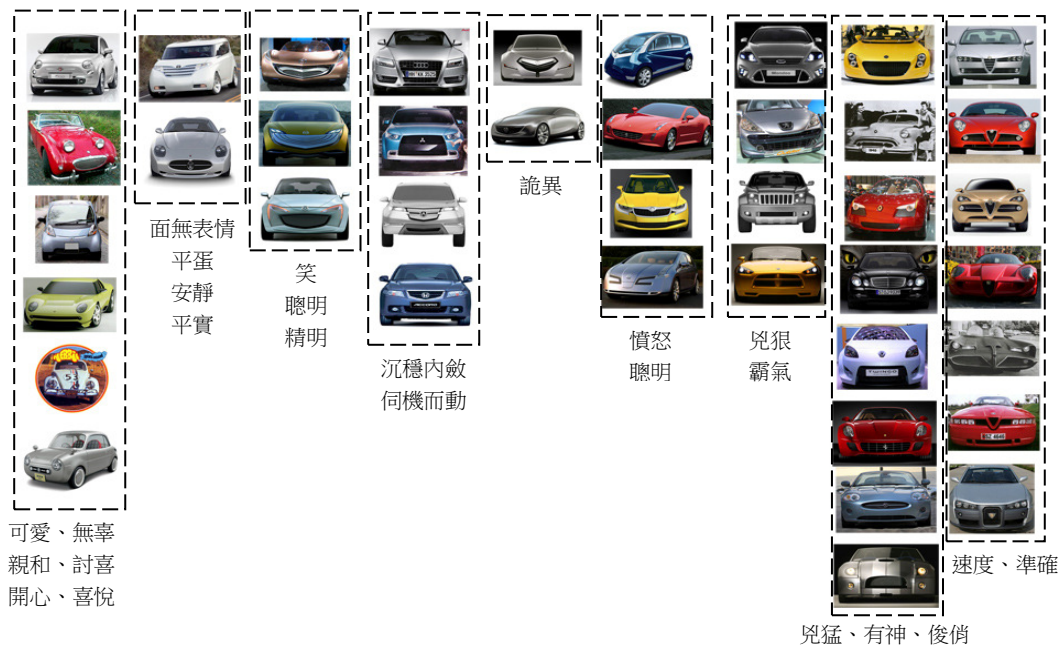 面無表情
平蛋
安靜
平實
笑
聰明
精明
沉穩內斂
伺機而動
詭異
憤怒
聰明
兇狠
霸氣
可愛、無辜
親和、討喜
開心、喜悅
速度、準確
兇猛、有神、俊俏